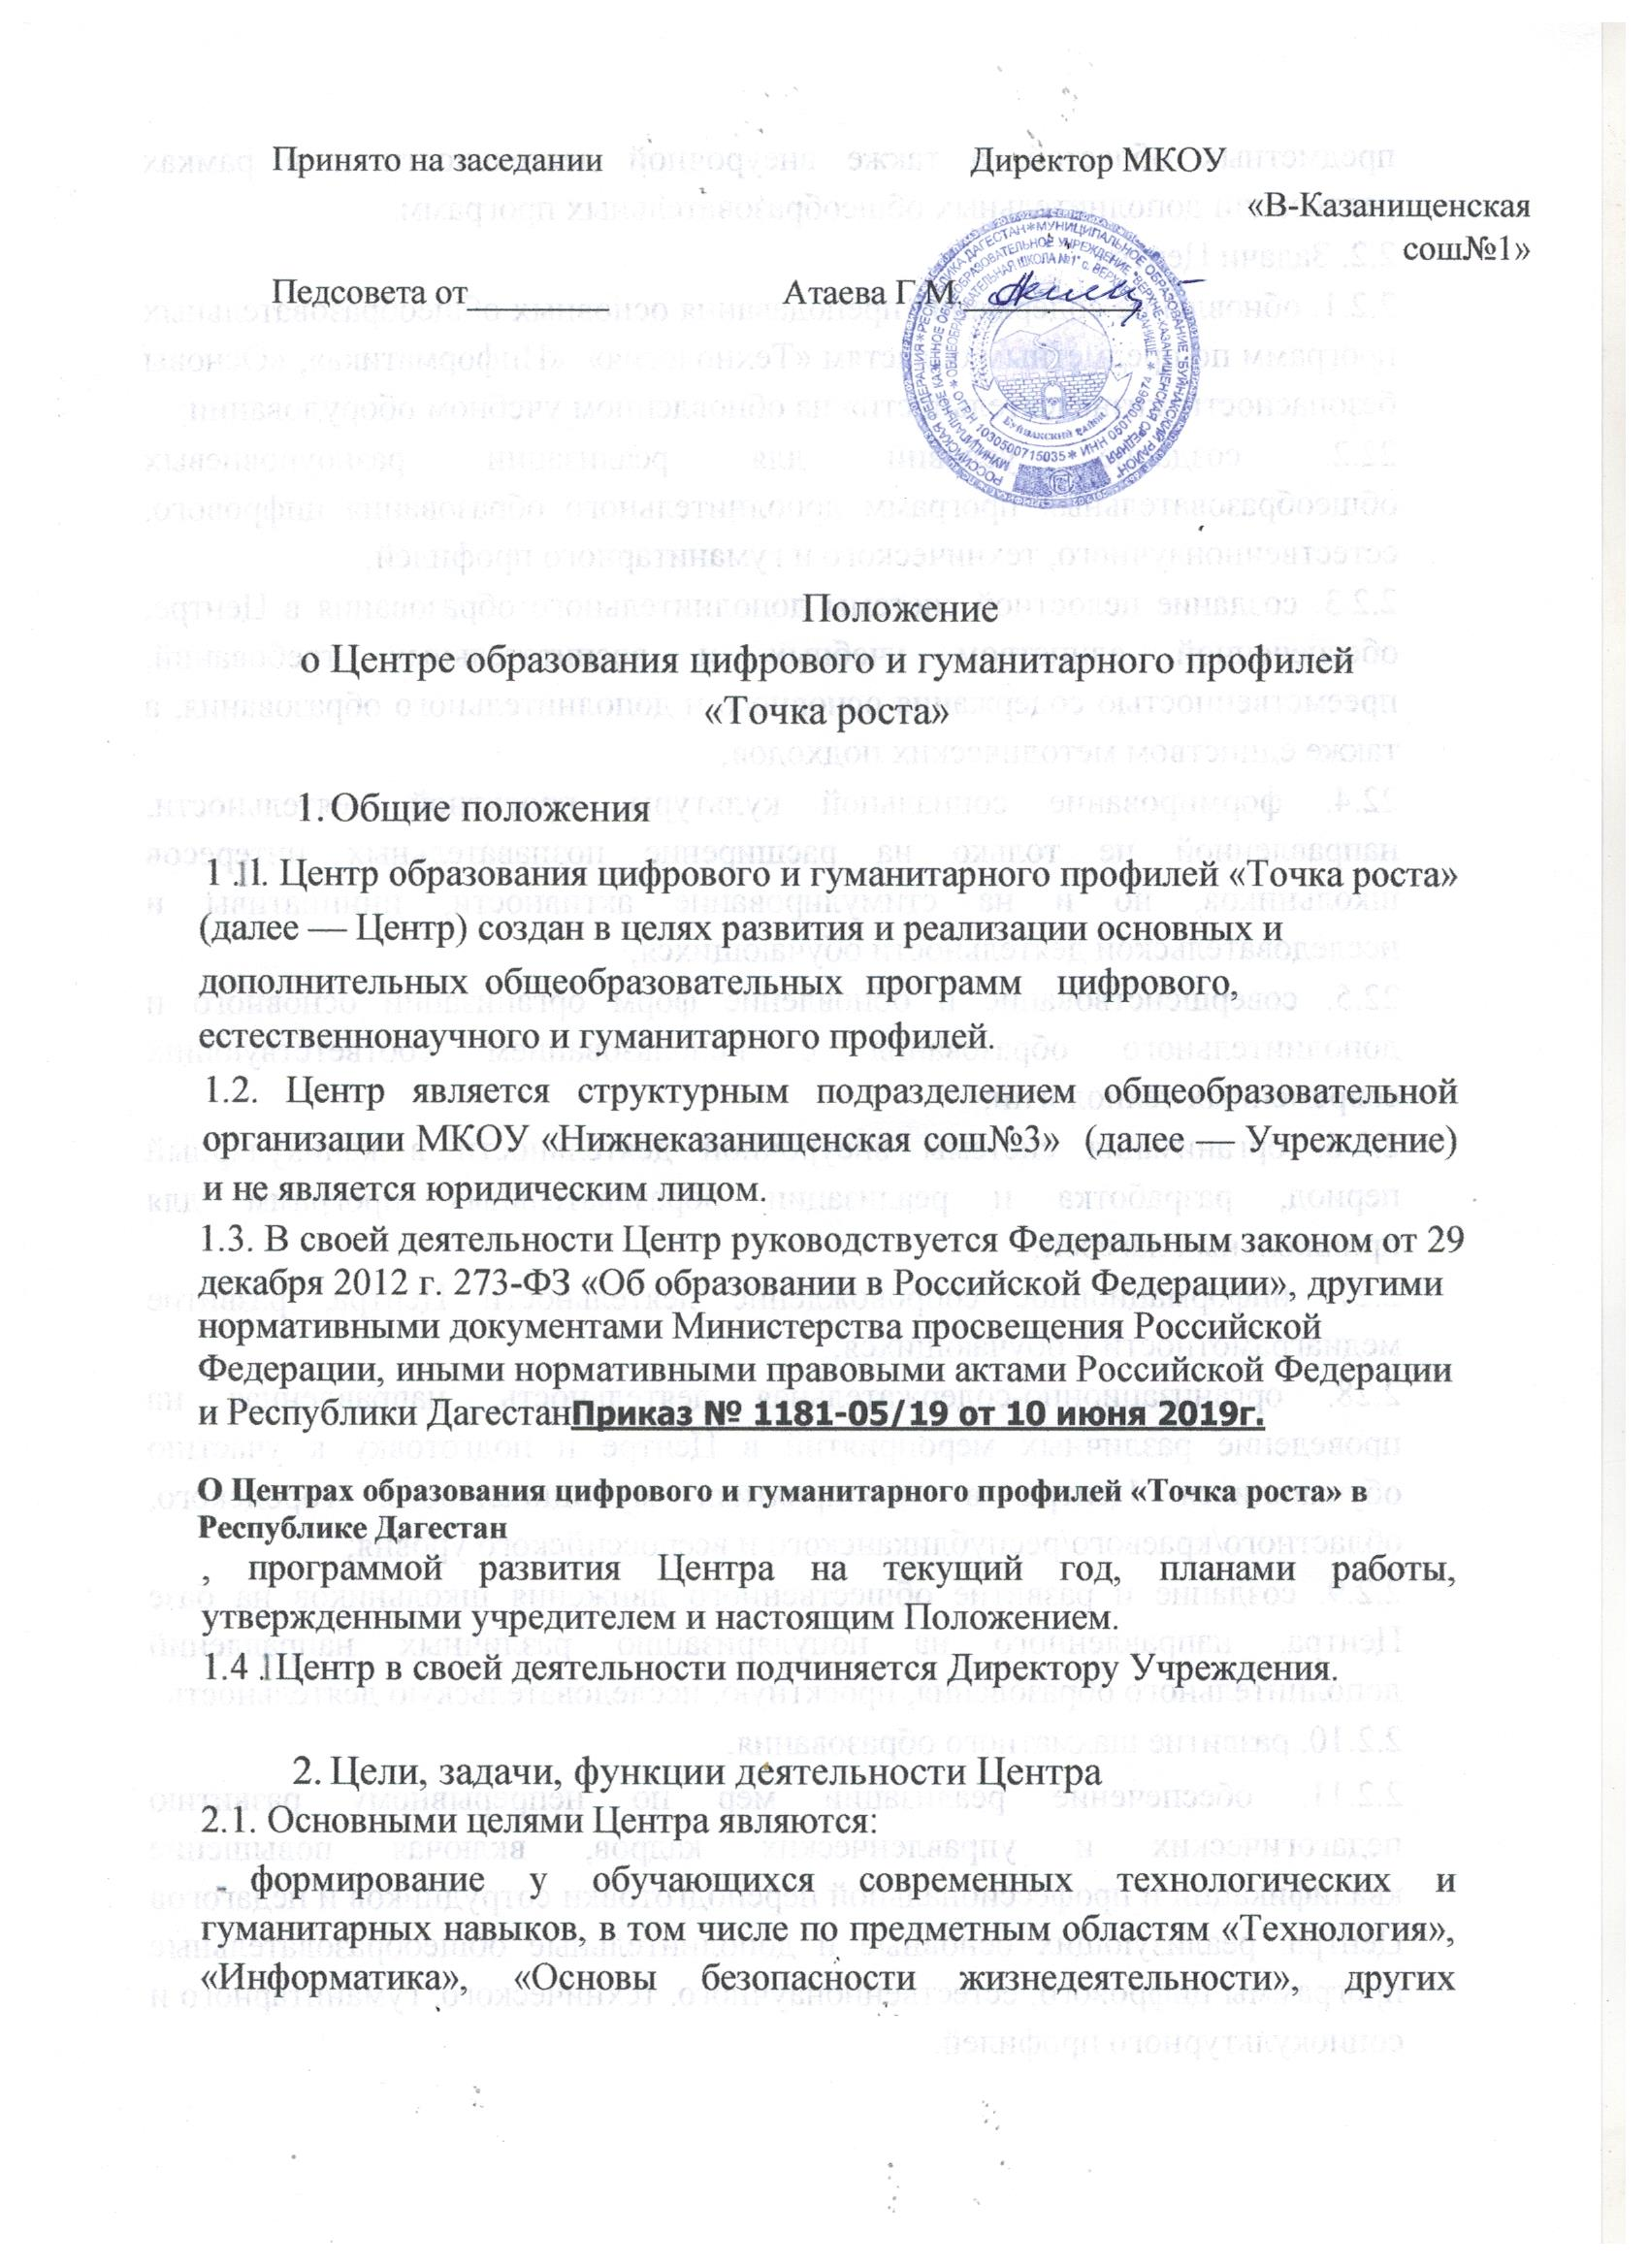 Принято на заседании Директор МКОУ
«В-Казанищенская
сош№1»
Педсовета от________ Атаева Г.М.
Положение
о Центре образования цифрового и гуманитарного профилей
«Точка роста»
1. Общие положения
1 .1l. Центр образования цифрового и гуманитарного профилей «Точка роста»
(далее — Центр) создан в целях развития и реализации основных и
дополнительных общеобразовательных программ цифрового,
естественнонаучного и гуманитарного профилей.
1.2. Центр является структурным подразделением общеобразовательной
организации МКОУ «Нижнеказанищенская сош№3» (далее — Учреждение)
и не является юридическим лицом.
1.3. В своей деятельности Центр руководствуется Федеральным законом от 29
декабря 2012 г. 273-ФЗ «Об образовании в Российской Федерации», другими
нормативными документами Министерства просвещения Российской
Федерации, иными нормативными правовыми актами Российской Федерации
и Республики ДагестанПриказ № 1181-05/19 от 10 июня 2019г.
О Центрах образования цифрового и гуманитарного профилей «Точка роста» в
Республике Дагестан
, программой развития Центра на текущий год, планами работы,
утвержденными учредителем и настоящим Положением.
1.4 .Центр в своей деятельности подчиняется Директору Учреждения.
2. Цели, задачи, функции деятельности Центра
2.1. Основными целями Центра являются:
- формирование у обучающихся современных технологических и
гуманитарных навыков, в том числе по предметным областям «Технология»,
«Информатика», «Основы безопасности жизнедеятельности», других